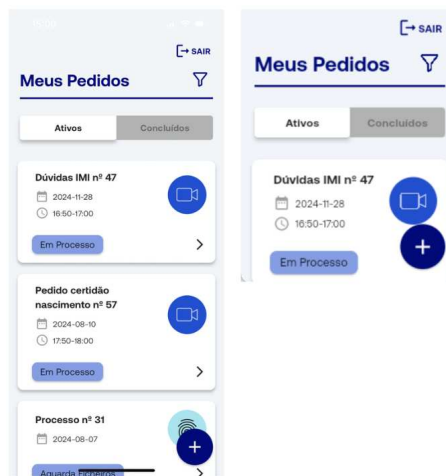 SAIR
Meus Pedidos
Ativos Concluídos
Dúvidas IMI nº 47
2024-11-28
16:50-17:00
Em Processo
Pedido certidão
nascimento nº 57
2024-08-10
17:50-18:00
Em Processo
Processo nº 31
2024-08-07
Aguarda Ficheiros
SAIR
Meus Pedidos
Ativos Concluídos
Dúvidas IMI nº 47
2024-11-28
16:50-17:00
Em Processo